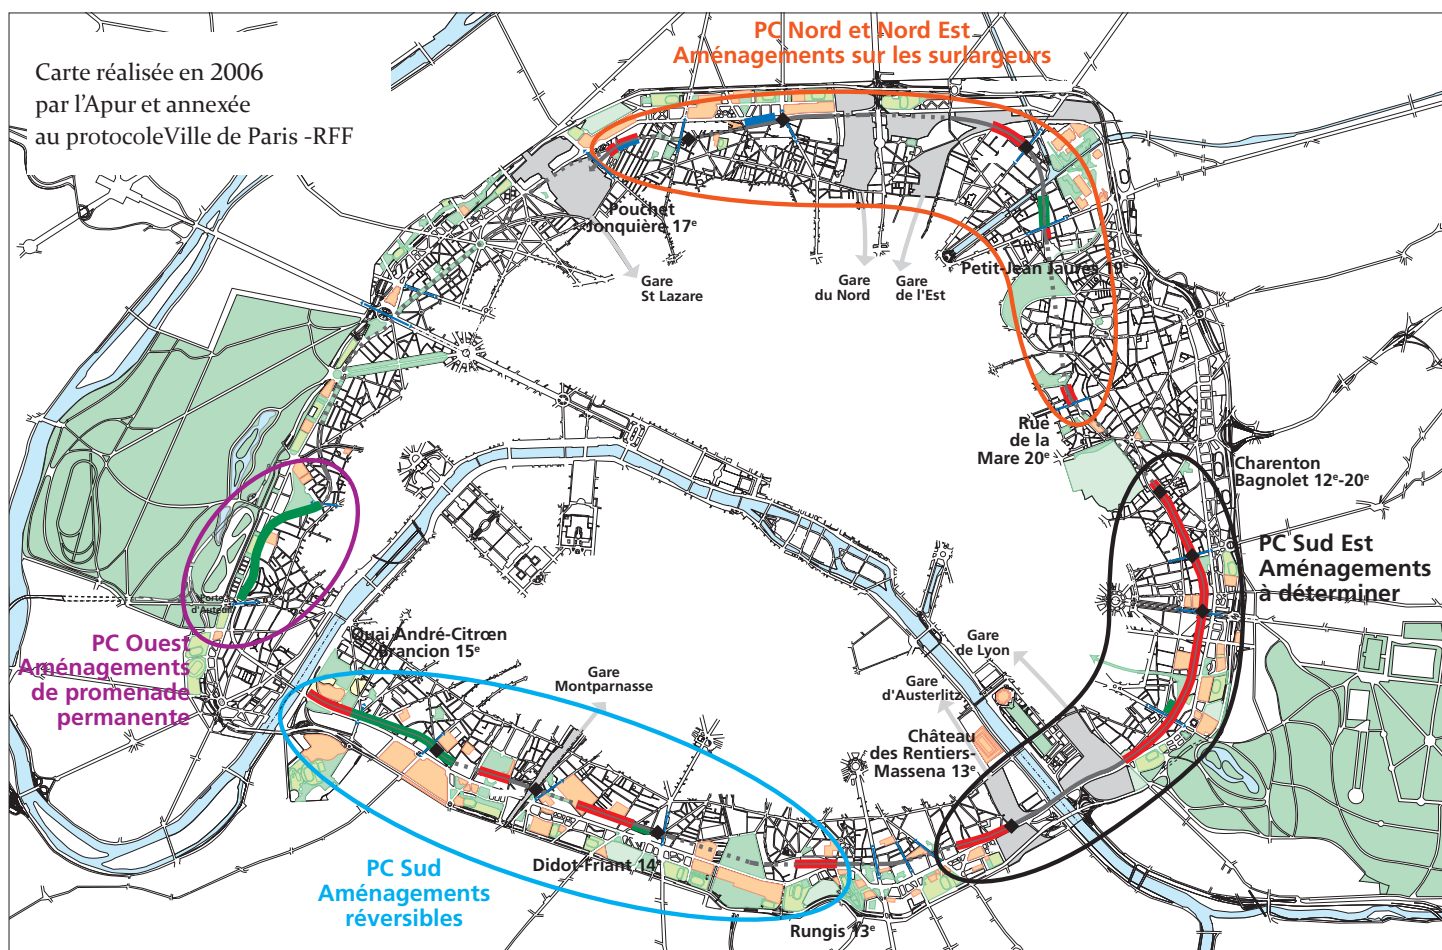 PC Nord et Nord Est
Aménagements sur les surlargeurs
Carte réalisée en 2006
par l'Apur et annexée
au protocoleVille de Paris -RFF
Pouchet
Jonquière 17e
Gare
St Lazare
Gare
du Nord
Gare
de l'Est
Petit-Jean Jaures 19e
Rue
de la
Mare 20e
Charenton
Bagnolet 12e-20e
PC Sud Est
Aménagements
à déterminer
Porte
d'Auteuil
PC Ouest
Aménagements
de promenade
permanente
Quai André-Citrœn
Brancion 15e
Gare
Montparnasse
Gare
de Lyon
Gare
d'Austerlitz
Château
des Rentiers-
Massena 13e
Didot-Friant 14e
PC Sud
Aménagements
réversibles
Rungis 13e